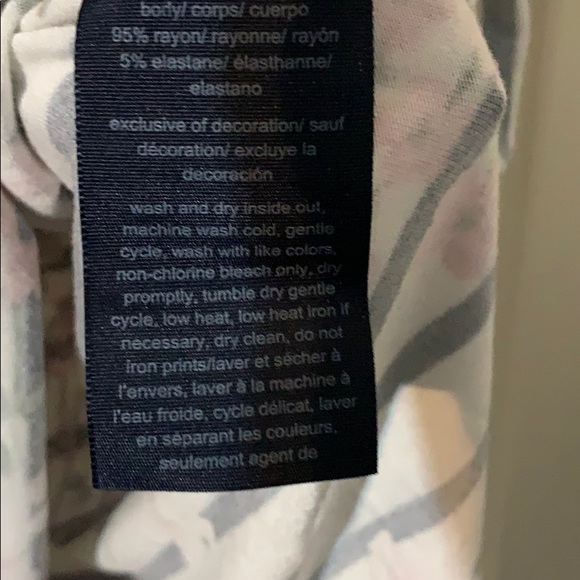 body/ corps/ cuerpo
95% rayon/ rayonne/ rayón
5% elastane/ élasthanne/
elastano
exclusive of decoration/ sauf
décoration/ excluye la
decoración
wash and dry inside out,
machine wash cold, gentle
cycle, wash with like colors,
non-chlorine bleach only, dry
promptly, tumble dry gentle
cycle, low heat, low heat iron if
necessary, dry clean, do not
iron prints/laver et sécher à
l'envers, laver à la machine à
l'eau froide, cycle délicat, laver
en séparant les couleurs,
seulement agent de